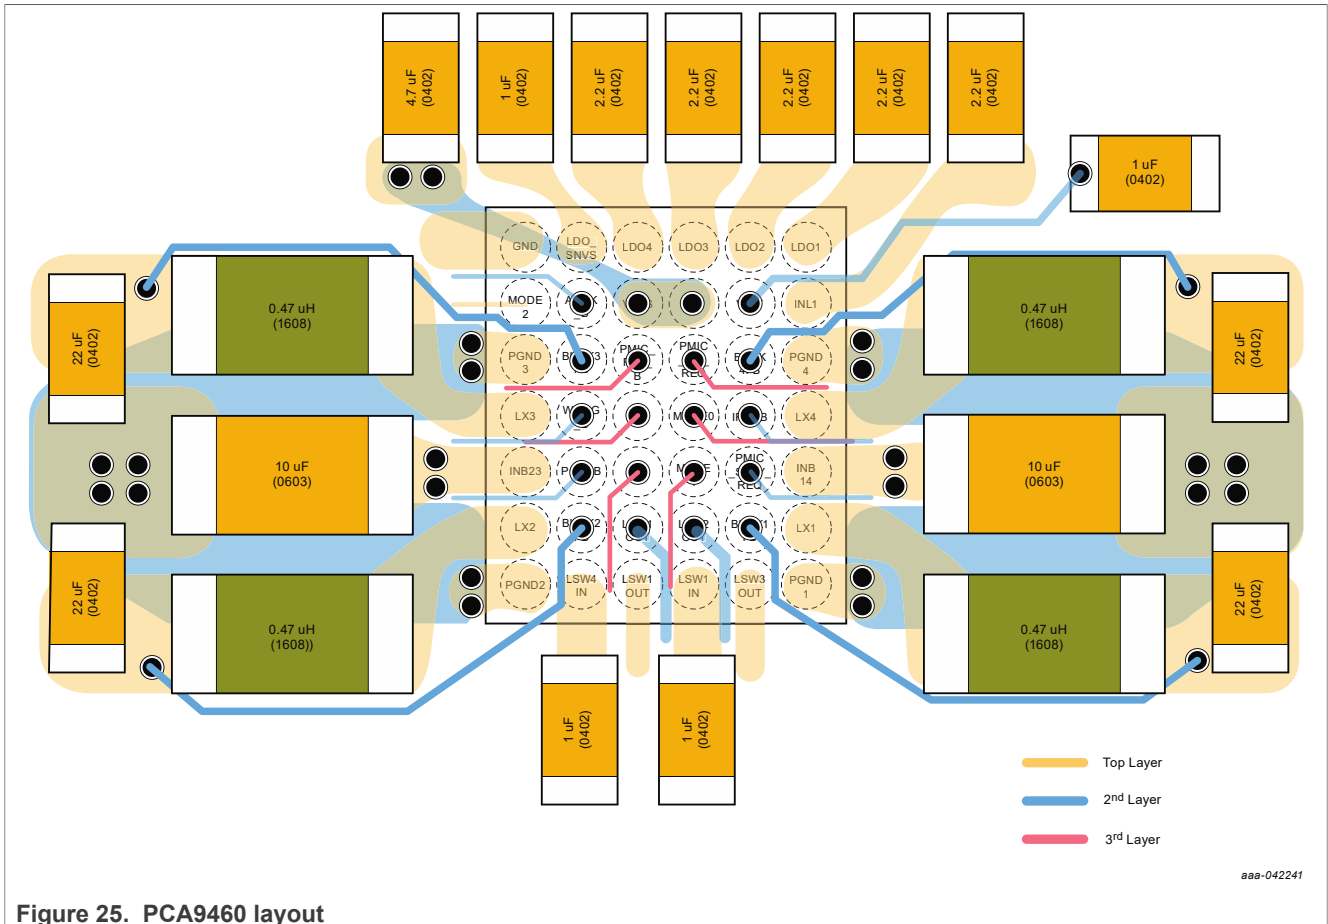 4.7 uF
(0402)
1 uF
(0402)
2.2 uF
(0402)
2.2 uF
(0402)
2.2 uF
(0402)
2.2 uF
(0402)
2.2 uF
(0402)
1 uF
(0402)
GND
LDO_
SNVS
LDO4
LDO3
LDO2
LDO1
MODE
2
INL1
0.47 uH
(1608)
0.47 uH
(1608)
22 uF
(0402)
22 uF
(0402)
PGND
3
PMIC_
B
PMIC
REQ
PGND
4
LX3
LX4
10 uF
(0603)
INB23
PMIC
REQ
INB
14
10 uF
(0603)
LX2
LX1
22 uF
(0402)
22 uF
(0402)
0.47 uH
(1608))
PGND2
LSW4
IN
LSW1
OUT
LSW1
IN
LSW3
OUT
PGND
1
0.47 uH
(1608)
1 uF
(0402)
1 uF
(0402)
Top Layer
2nd Layer
3rd Layer
aaa-042241
Figure 25. PCA9460 layout